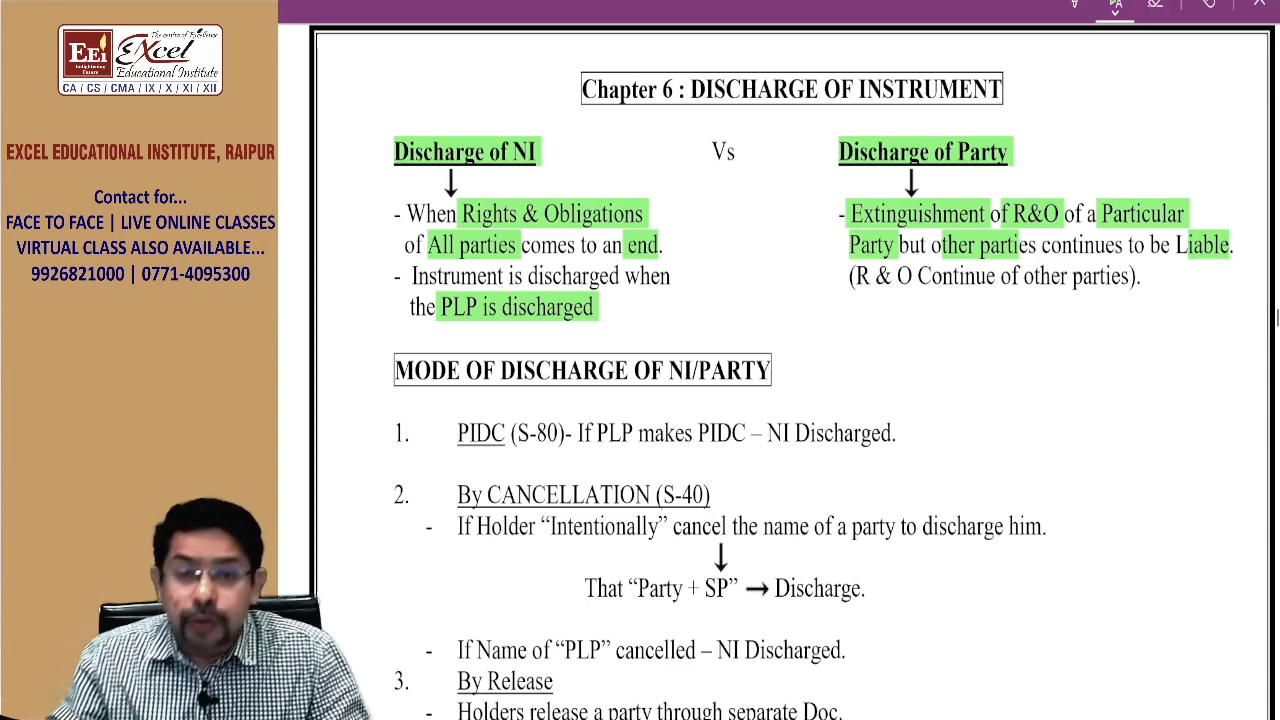 The centre of Excellence
EEi
Enlightening Centre
Excel
Educational Institute
CA / CS / CMA / IX / X / XI / XII
EXCEL EDUCATIONAL INSTITUTE, RAIPUR
Contact for...
FACE TO FACE | LIVE ONLINE CLASSES
VIRTUAL CLASS ALSO AVAILABLE...
9926821000 | 0771-4095300
Chapter 6 : DISCHARGE OF INSTRUMENT
Discharge of NI Vs Discharge of Party
- When Rights & Obligations
of All parties comes to an end.
- Instrument is discharged when
the PLP is discharged
- Extinguishment of R&O of a Particular
Party but other parties continues to be Liable.
(R & O Continue of other parties).
MODE OF DISCHARGE OF NI/PARTY
1. PIDC (S-80)- If PLP makes PIDC – NI Discharged.
2. By CANCELLATION (S-40)
- If Holder “Intentionally” cancel the name of a party to discharge him.
That “Party + SP” → Discharge.
- If Name of “PLP” cancelled – NI Discharged.
3. By Release
- Holders release a party through separate Doc.